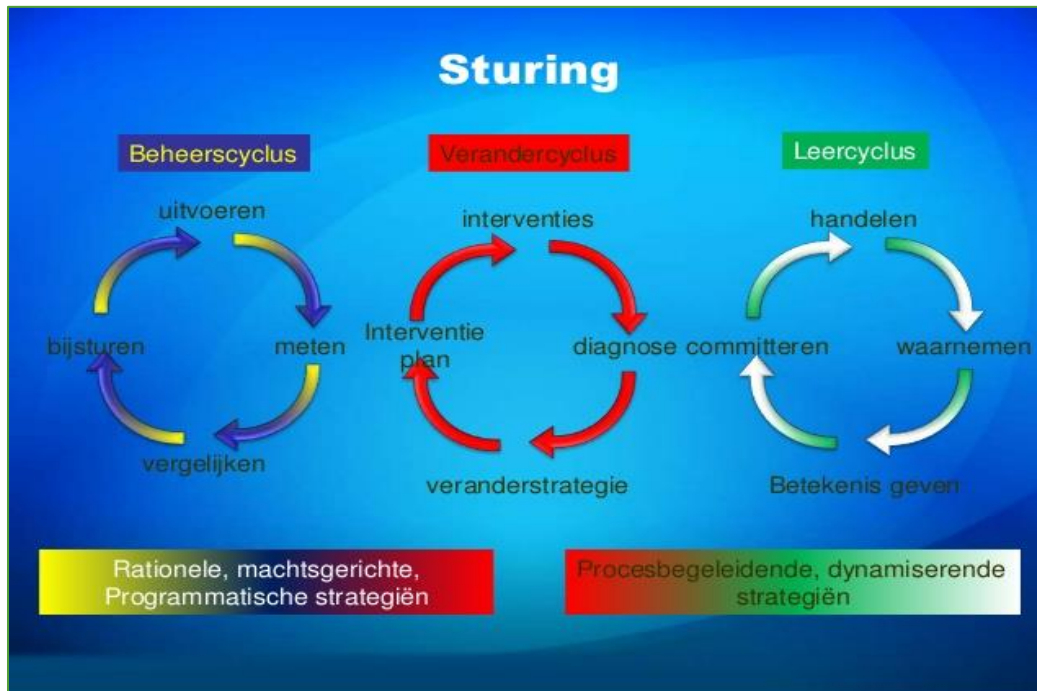 Sturing
Beheerscyclus
uitvoeren
meten
vergelijken
bijsturen
Verandercyclus
interventies
diagnose
veranderstrategie
Interventie
plan
Leercyclus
handelen
waarnemen
Betekenis geven
committeren
Rationele, machtsgerichte,
Programmatische strategiën
Procesbegeleidende, dynamiserende
strategiën